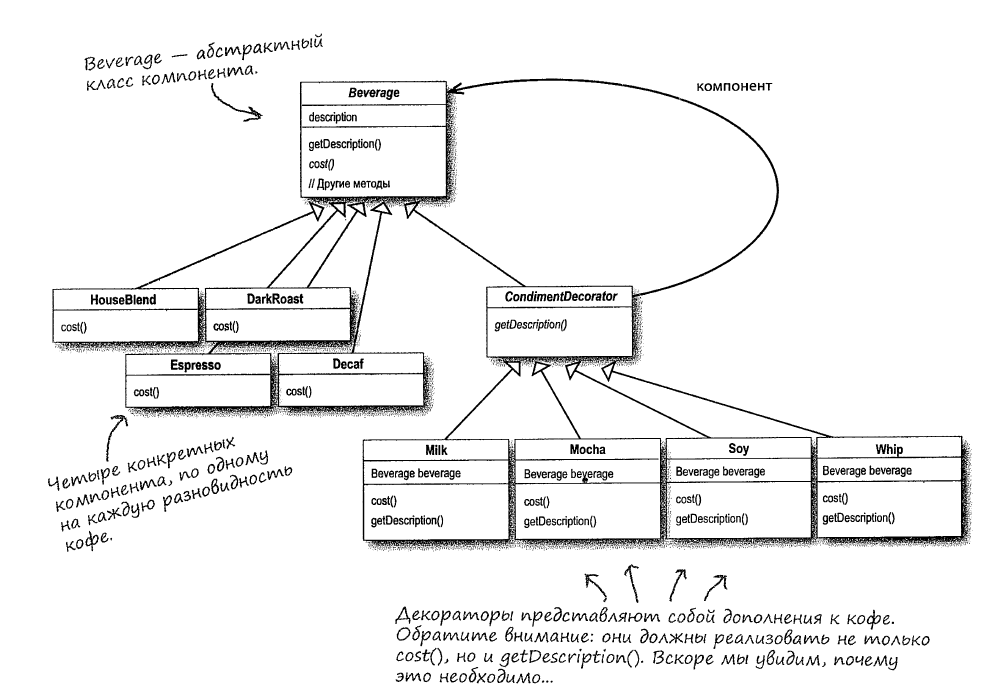 Beverage — абстрактный
класс компонента.
компонент
Beverage
description
getDescription()
cost()
// Другие методы
HouseBlend
cost()
DarkRoast
cost()
CondimentDecorator
getDescription()
Espresso
cost()
Decaf
cost()
Четыре конкретных
компонента, по одному
на каждую разновидность
кофе.
Milk
Beverage beverage
cost()
getDescription()
Mocha
Beverage beverage
cost()
getDescription()
Soy
Beverage beverage
cost()
getDescription()
Whip
Beverage beverage
cost()
getDescription()
Декораторы представляют собой дополнения к кофе.
Обратите внимание: они должны реализовать не только
cost(), но и getDescription(). Вскоре мы увидим, почему
это необходимо...